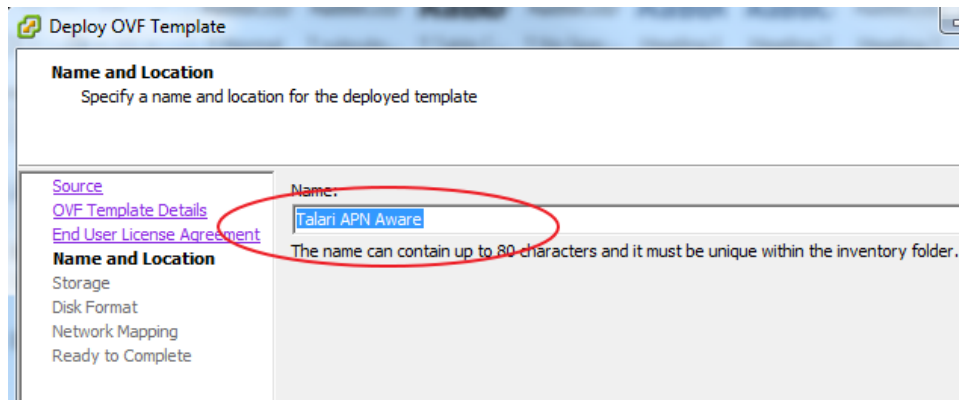 Deploy OVF Template
Name and Location
Specify a name and location for the deployed template
Source
OVF Template Details
End User License Agreement
Name and Location
Storage
Disk Format
Network Mapping
Ready to Complete
Name:
Talari APN Aware
The name can contain up to 80 characters and it must be unique within the inventory folder.